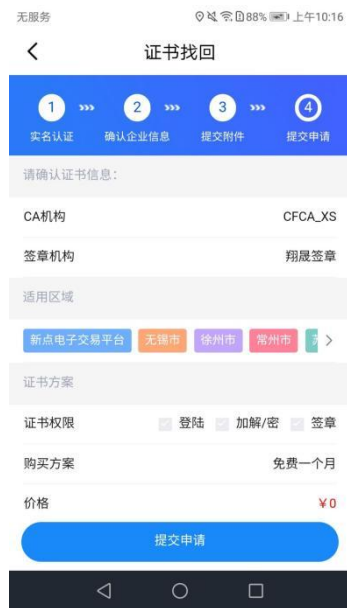 无服务 88% 上午10:16
证书找回
1 2 3 4
实名认证 确认企业信息 提交附件 提交申请
请确认证书信息:
CA机构 CFCA_XS
签章机构 翔晟签章
适用区域
新点电子交易平台 无锡市 徐州市 常州市
证书方案
证书权限 登陆 加解/密 签章
购买方案 免费一个月
价格 ¥0
提交申请